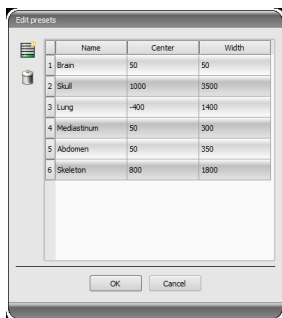 Edit presets
Name Center Width
1 Brain 50 50
2 Skull 1000 3500
3 Lung -400 1400
4 Mediastinum 50 300
5 Abdomen 50 350
6 Skeleton 800 1800
OK Cancel